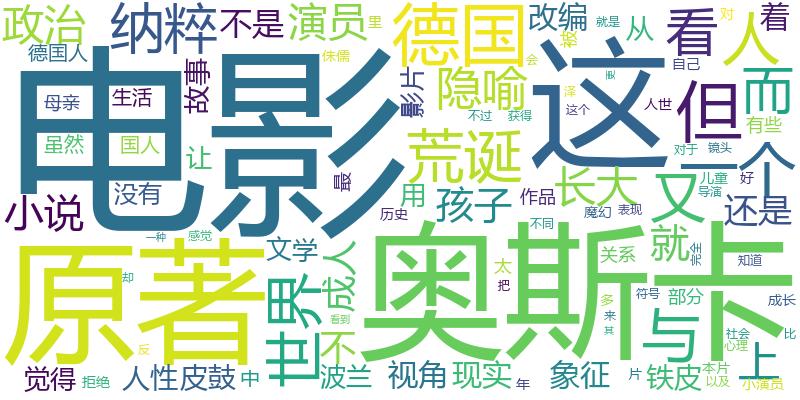 政治 纳粹 不是 演员 里 德国 改编 从 看 人 着
德国人 故事 侏儒 影片 隐喻 会 被 自己 对 就是
电影 这 但 而
母亲 生活 不过 获得 泽 更 这个 人世 有些
虽然 国人 让 荒诞 一个 对于 镜头
小说 没有 最 用 孩子 作品 长大 又 儿童 导演 好 还是
历史 魔幻 表现
原著 奥斯卡
一种 感觉 文学 成人 不同 关系 就 完全 知道
却 世界 太 把 多 来 其 符号 部分 与 成长
看到 社会 心理 比 上
反 不
觉得 拒绝 人性 皮鼓 中 波兰 视角 现实 年 象征 片 铁皮 本片 以及 小演员